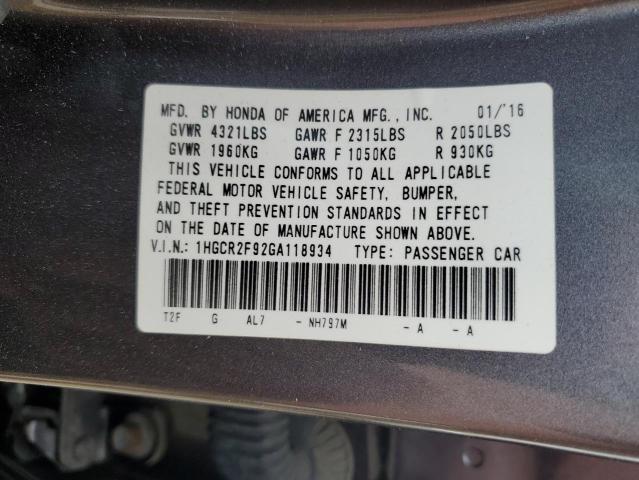 MFD. BY HONDA OF AMERICA MFG., INC. 01/'16
GVWR 4321LBS GAWR F 2315LBS R 2050LBS
GVWR 1960KG GAWR F 1050KG R 930KG
THIS VEHICLE CONFORMS TO ALL APPLICABLE
FEDERAL MOTOR VEHICLE SAFETY, BUMPER,
AND THEFT PREVENTION STANDARDS IN EFFECT
ON THE DATE OF MANUFACTURE SHOWN ABOVE.
V.I.N.: 1HGCR2F92GA118934 TYPE: PASSENGER CAR
T2F G AL7 - NH797M - A - A